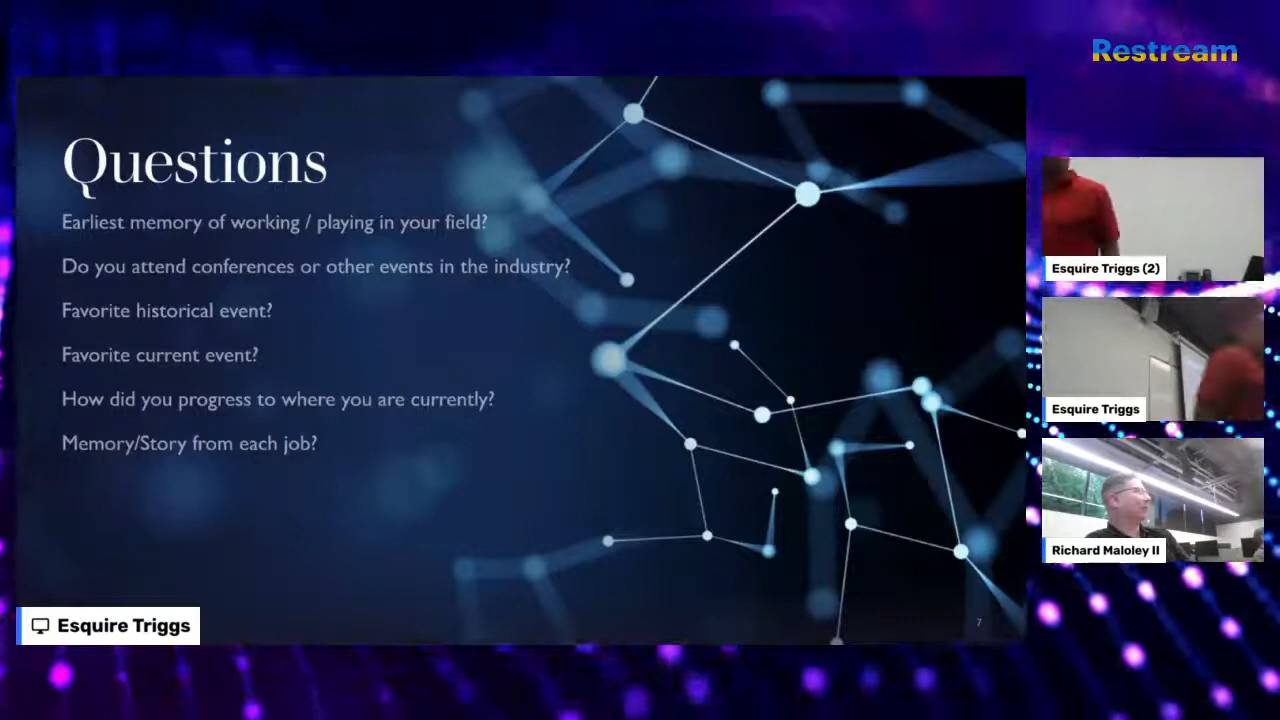 Restream
Questions
Earliest memory of working / playing in your field?
Do you attend conferences or other events in the industry?
Favorite historical event?
Favorite current event?
How did you progress to where you are currently?
Memory/Story from each job?
7
Esquire Triggs
Esquire Triggs (2)
Esquire Triggs
Richard Maloley II